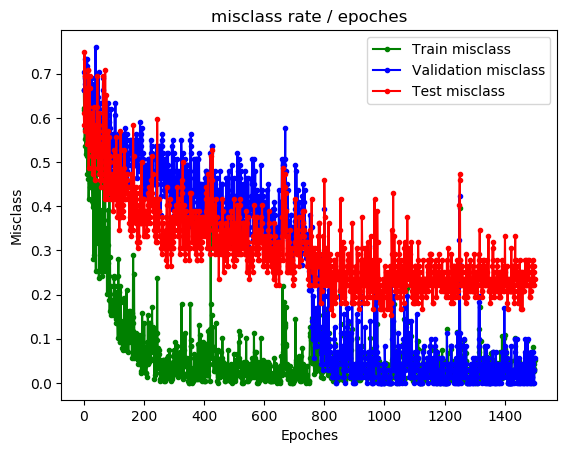 misclass rate / epoches
Train misclass
Validation misclass
Test misclass
Misclass
0.7
0.6
0.5
0.4
0.3
0.2
0.1
0.0
0 200 400 600 800 1000 1200 1400
Epoches